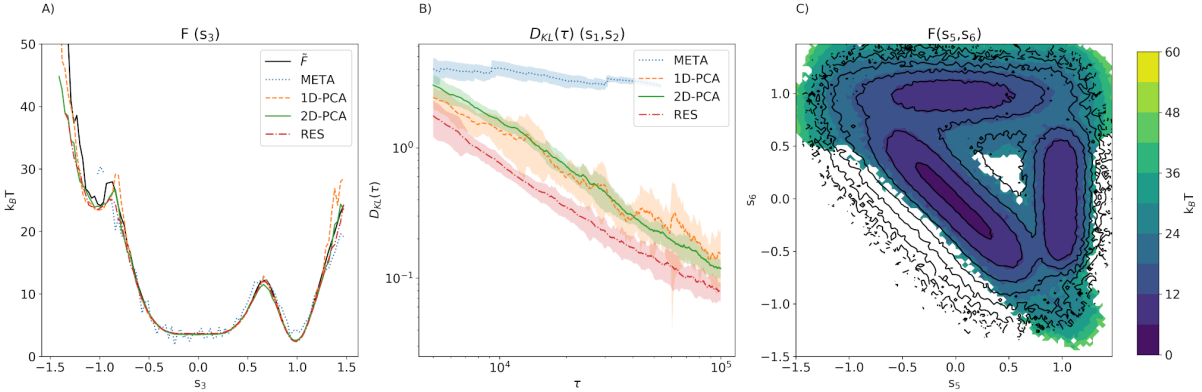 A)
F (s3)
50
40
30
20
10
0
kBT
−1.5
−1.0
−0.5
0.0
0.5
1.0
1.5
s3
F̃
META
1D-PCA
2D-PCA
RES
B)
DKL(τ) (s1,s2)
10^0
10^−1
DKL(τ)
10^4
10^5
τ
META
1D-PCA
2D-PCA
RES
C)
F(s5,s6)
1.0
0.5
0.0
−0.5
−1.0
−1.5
s6
−1.5
−1.0
−0.5
0.0
0.5
1.0
s5
60
48
36
24
12
0
kBT